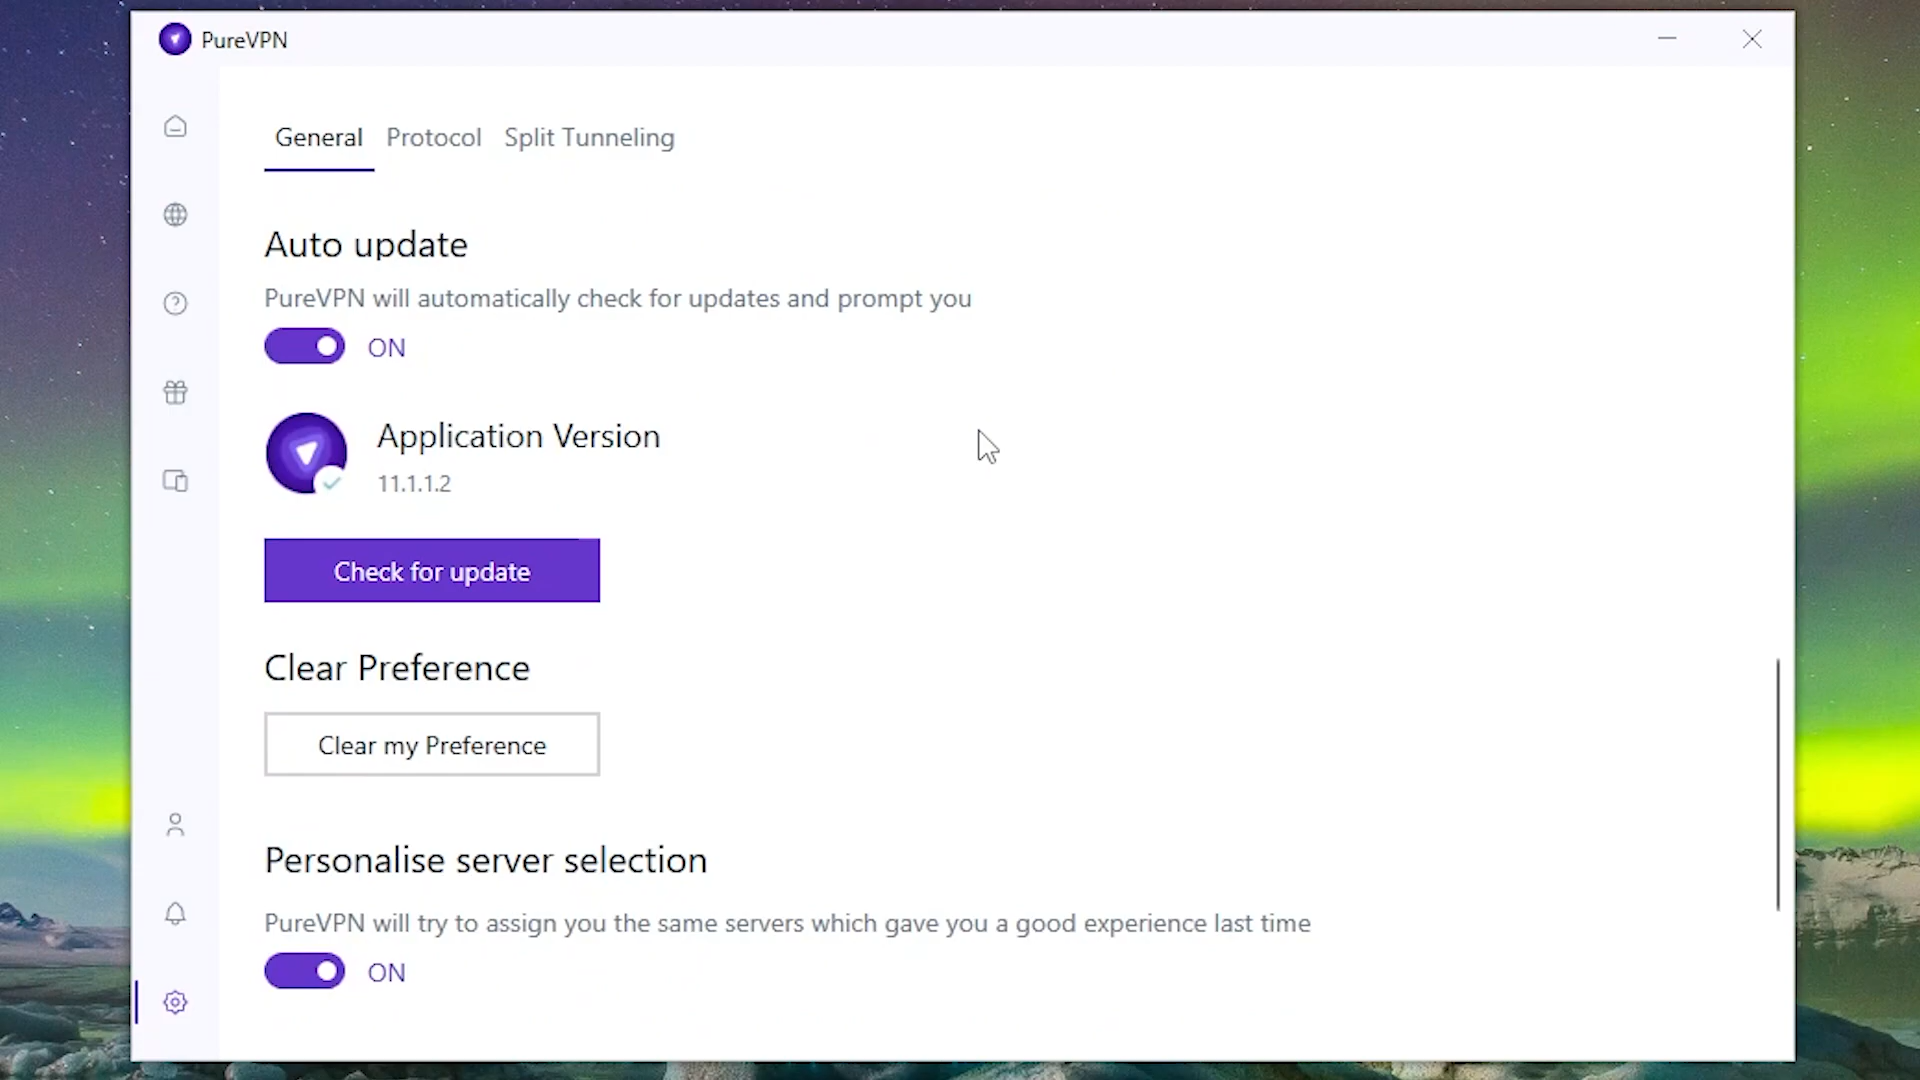 PureVPN
General Protocol Split Tunneling
Auto update
PureVPN will automatically check for updates and prompt you
ON
Application Version
11.1.1.2
Check for update
Clear Preference
Clear my Preference
Personalise server selection
PureVPN will try to assign you the same servers which gave you a good experience last time
ON